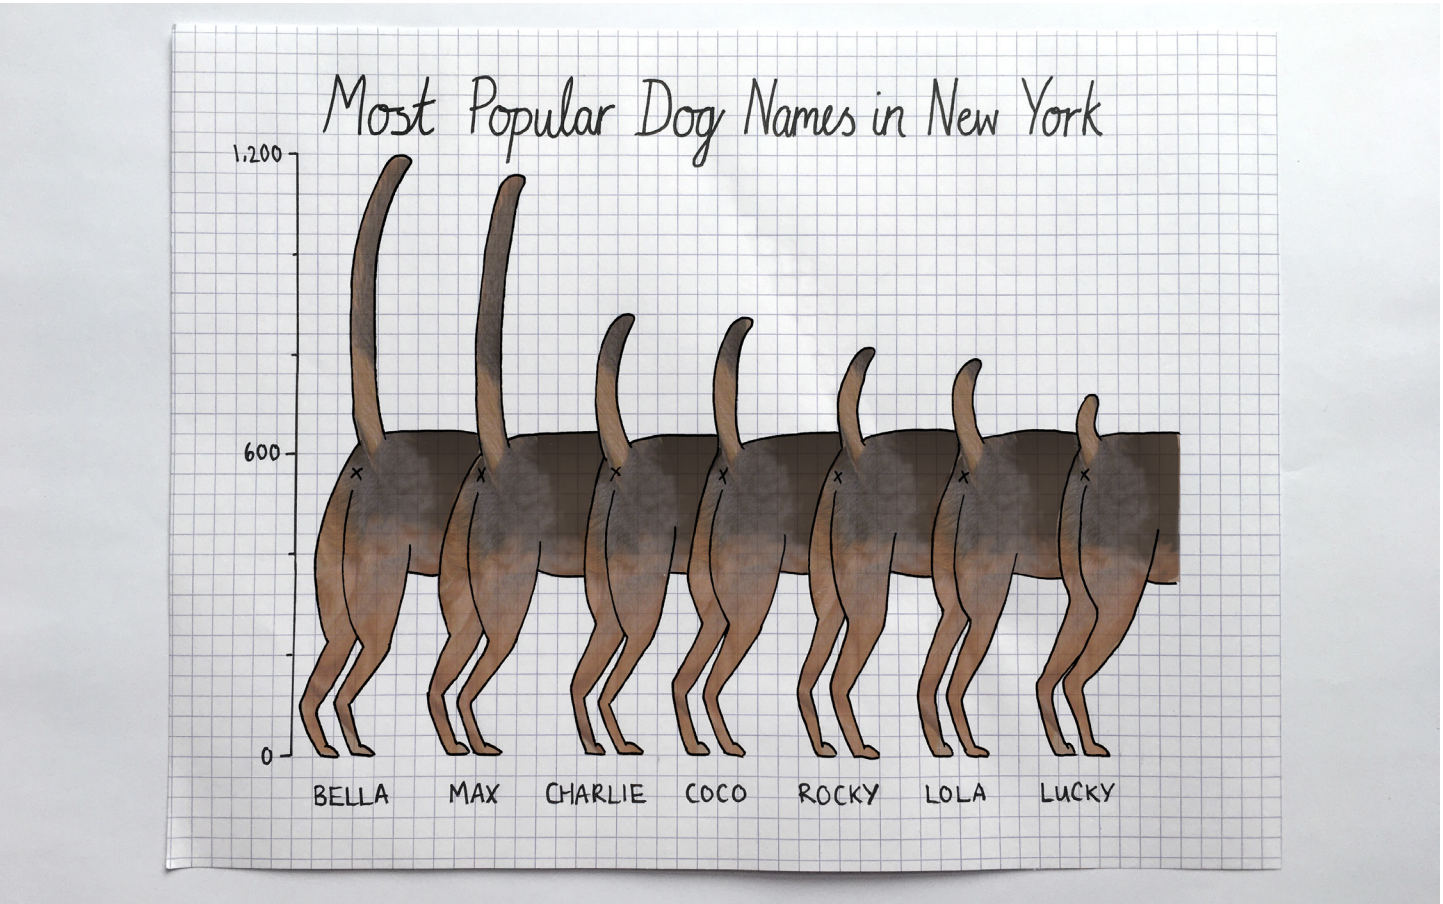 Most Popular Dog Names in New York
1,200
600
0
BELLA MAX CHARLIE COCO ROCKY LOLA LUCKY